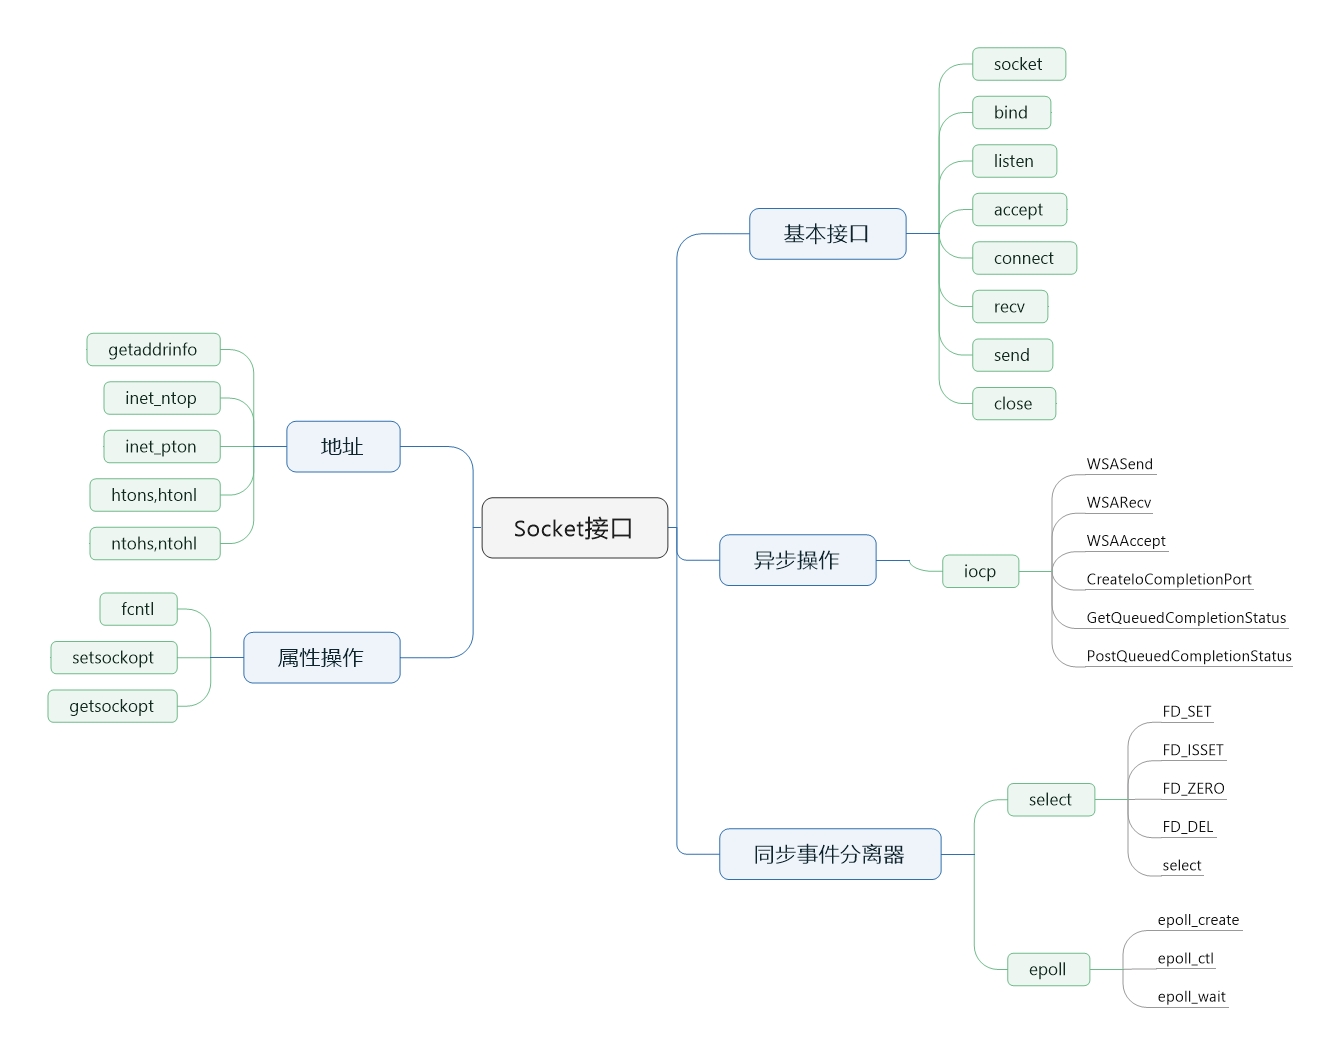 Socket接口
基本接口
socket
bind
listen
accept
connect
recv
send
close
异步操作
iocp
WSASend
WSARecv
WSAAccept
CreateIoCompletionPort
GetQueuedCompletionStatus
PostQueuedCompletionStatus
同步事件分离器
select
FD_SET
FD_ISSET
FD_ZERO
FD_DEL
select
epoll
epoll_create
epoll_ctl
epoll_wait
地址
getaddrinfo
inet_ntop
inet_pton
htons,htonl
ntohs,ntohl
属性操作
fcntl
setsockopt
getsockopt